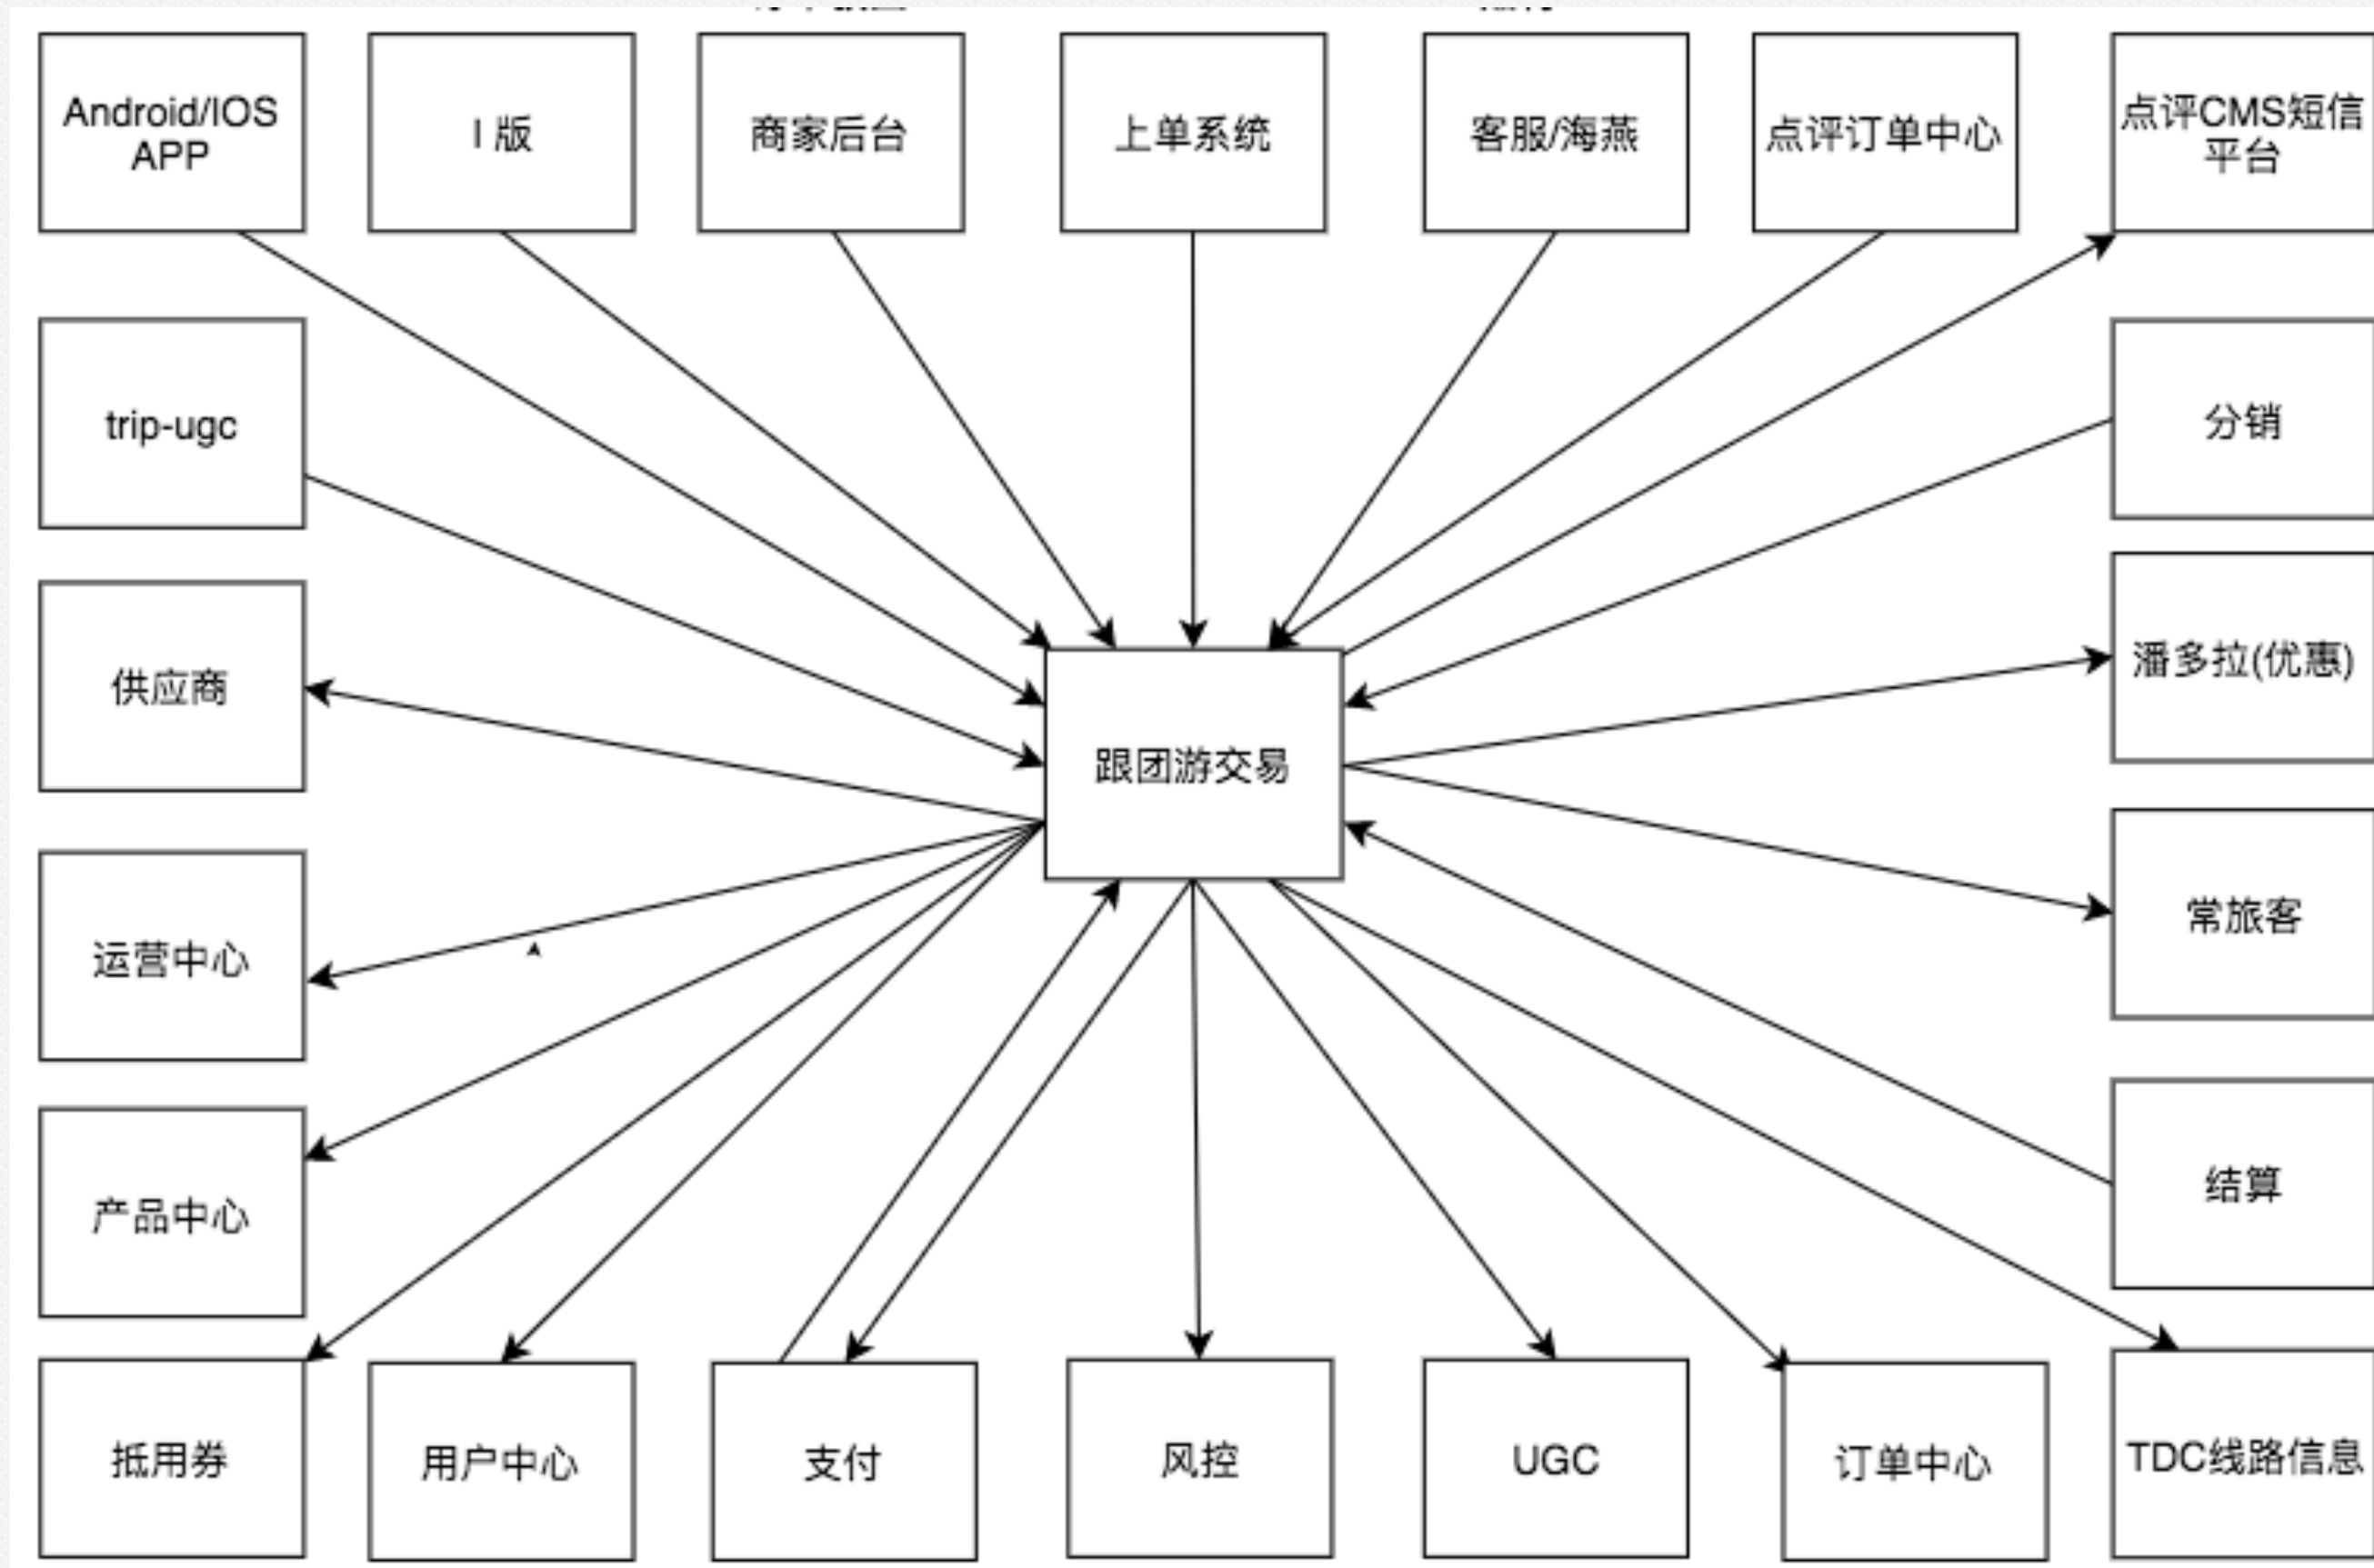 Android/IOS
APP
I 版
商家后台
上单系统
客服/海燕
点评订单中心
点评CMS短信
平台
trip-ugc
分销
供应商
潘多拉(优惠)
跟团游交易
运营中心
常旅客
产品中心
结算
抵用券
用户中心
支付
风控
UGC
订单中心
TDC线路信息